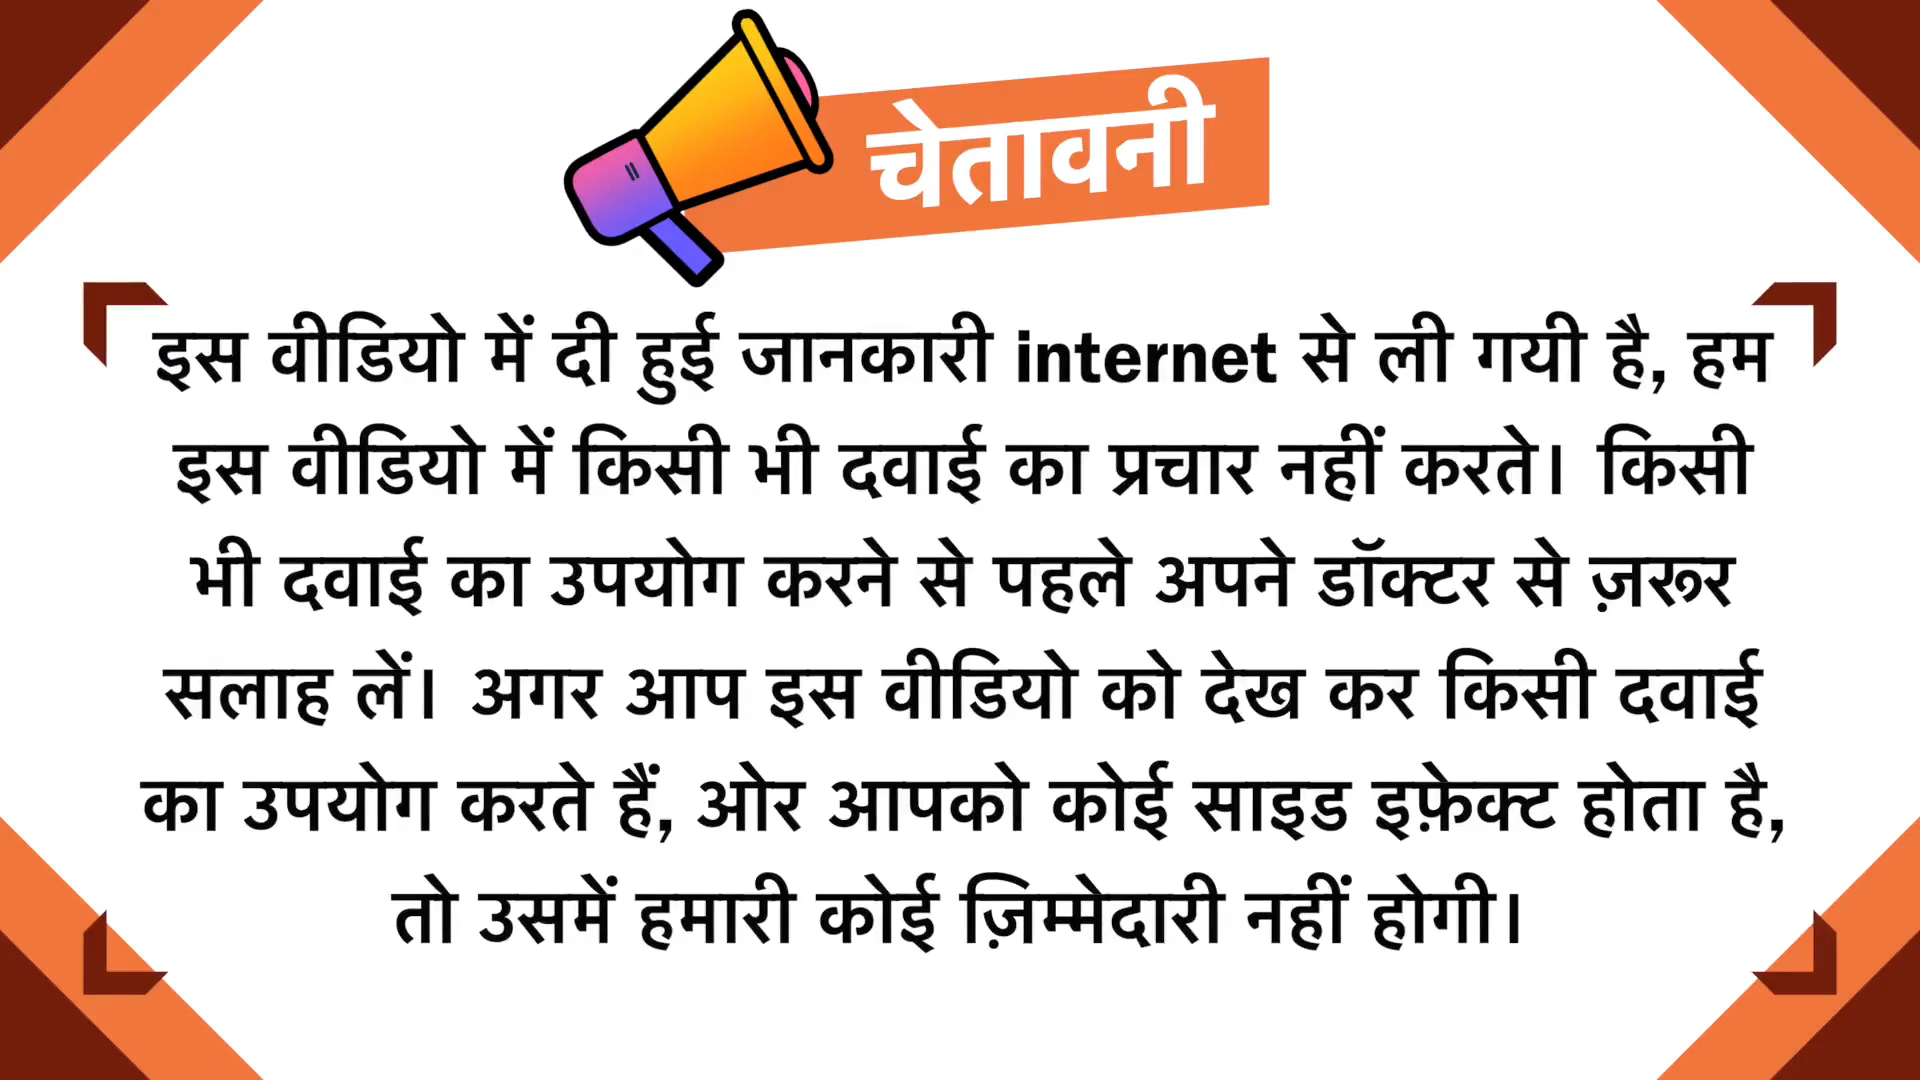 चेतावनी
इस वीडियो में दी हुई जानकारी internet से ली गयी है, हम
इस वीडियो में किसी भी दवाई का प्रचार नहीं करते। किसी
भी दवाई का उपयोग करने से पहले अपने डॉक्टर से ज़रूर
सलाह लें। अगर आप इस वीडियो को देख कर किसी दवाई
का उपयोग करते हैं, ओर आपको कोई साइड इफ़ेक्ट होता है,
तो उसमें हमारी कोई ज़िम्मेदारी नहीं होगी।